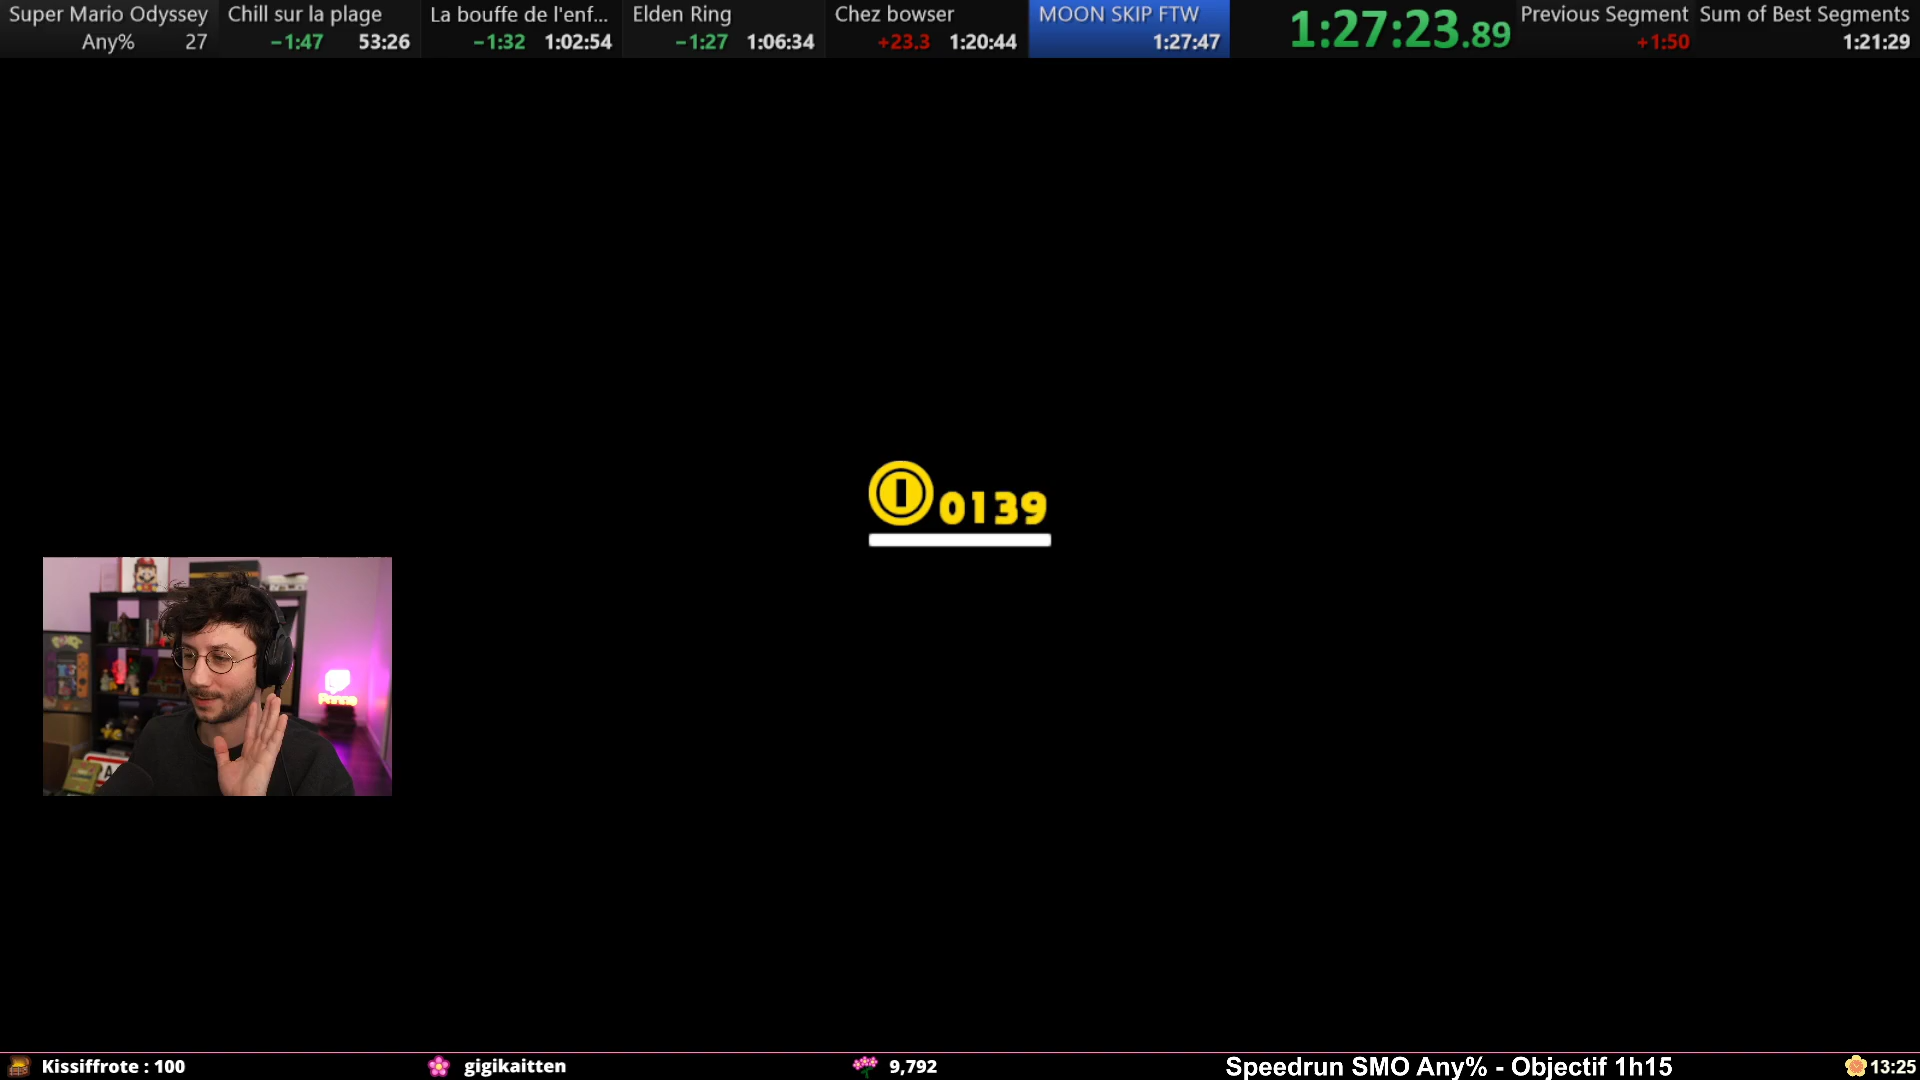 Super Mario Odyssey
Any% 27
Chill sur la plage
−1:47 53:26
La bouffe de l'enf...
−1:32 1:02:54
Elden Ring
−1:27 1:06:34
Chez bowser
+23.3 1:20:44
MOON SKIP FTW
1:27:47
1:27:23.89
Previous Segment
+1:50
Sum of Best Segments
1:21:29
0139
Kissiffrote : 100
gigikaitten
9,792
Speedrun SMO Any% - Objectif 1h15
13:25